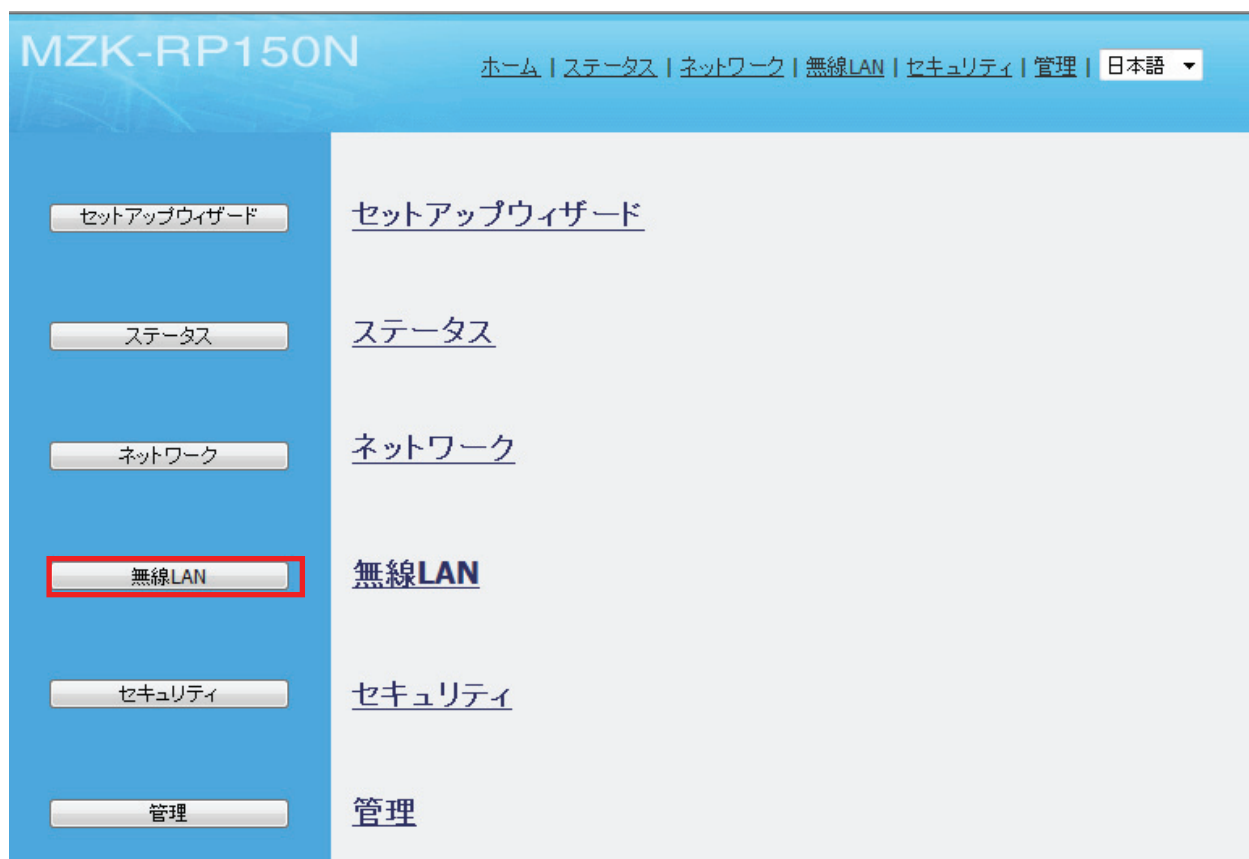 MZK-RP150N
ホーム | ステータス | ネットワーク | 無線LAN | セキュリティ | 管理 | 日本語
セットアップウィザード セットアップウィザード
ステータス ステータス
ネットワーク ネットワーク
無線LAN 無線LAN
セキュリティ セキュリティ
管理 管理